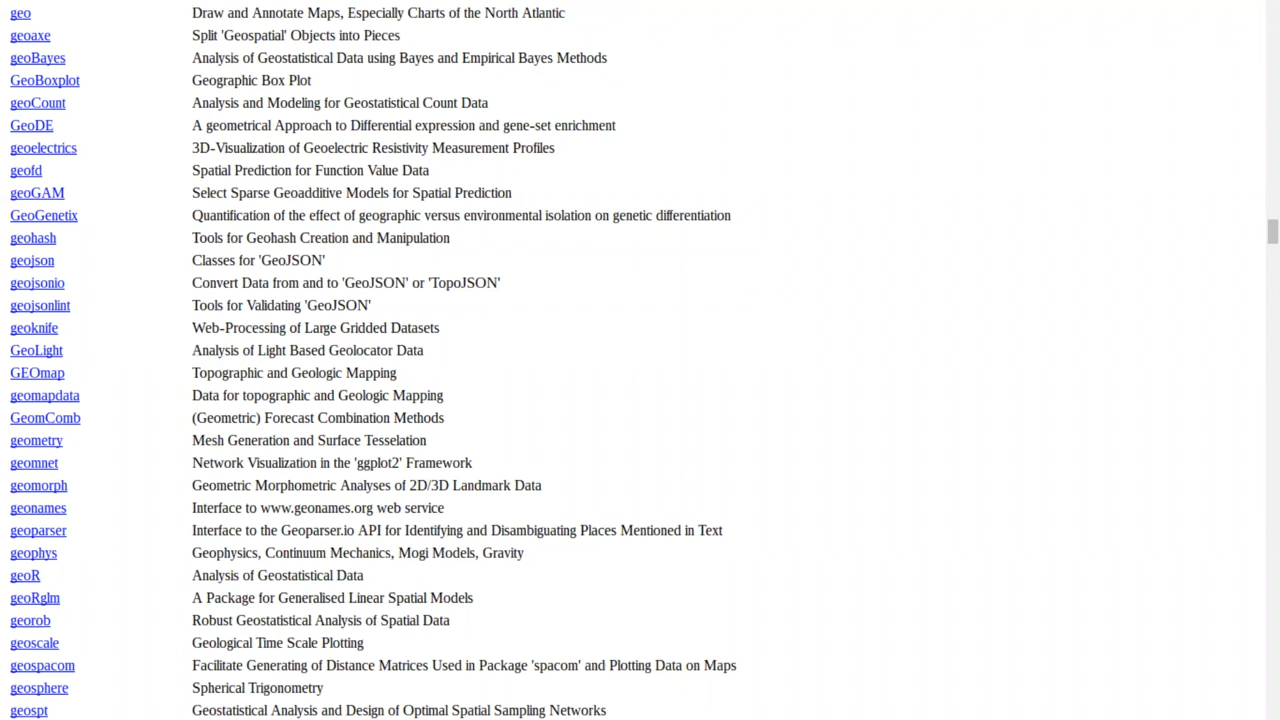 geo Draw and Annotate Maps, Especially Charts of the North Atlantic
geoaxe Split 'Geospatial' Objects into Pieces
geoBayes Analysis of Geostatistical Data using Bayes and Empirical Bayes Methods
GeoBoxplot Geographic Box Plot
geoCount Analysis and Modeling for Geostatistical Count Data
GeoDE A geometrical Approach to Differential expression and gene-set enrichment
geoelectrics 3D-Visualization of Geoelectric Resistivity Measurement Profiles
geofd Spatial Prediction for Function Value Data
geoGAM Select Sparse Geoadditive Models for Spatial Prediction
GeoGenetix Quantification of the effect of geographic versus environmental isolation on genetic differentiation
geohash Tools for Geohash Creation and Manipulation
geojson Classes for 'GeoJSON'
geojsonio Convert Data from and to 'GeoJSON' or 'TopoJSON'
geojsonlint Tools for Validating 'GeoJSON'
geoknife Web-Processing of Large Gridded Datasets
GeoLight Analysis of Light Based Geolocator Data
GEOmap Topographic and Geologic Mapping
geomapdata Data for topographic and Geologic Mapping
GeomComb (Geometric) Forecast Combination Methods
geometry Mesh Generation and Surface Tesselation
geomnet Network Visualization in the 'ggplot2' Framework
geomorph Geometric Morphometric Analyses of 2D/3D Landmark Data
geonames Interface to www.geonames.org web service
geoparser Interface to the Geoparser.io API for Identifying and Disambiguating Places Mentioned in Text
geophys Geophysics, Continuum Mechanics, Mogi Models, Gravity
geoR Analysis of Geostatistical Data
geoRglm A Package for Generalised Linear Spatial Models
georob Robust Geostatistical Analysis of Spatial Data
geoscale Geological Time Scale Plotting
geospacom Facilitate Generating of Distance Matrices Used in Package 'spacom' and Plotting Data on Maps
geosphere Spherical Trigonometry
geospt Geostatistical Analysis and Design of Optimal Spatial Sampling Networks